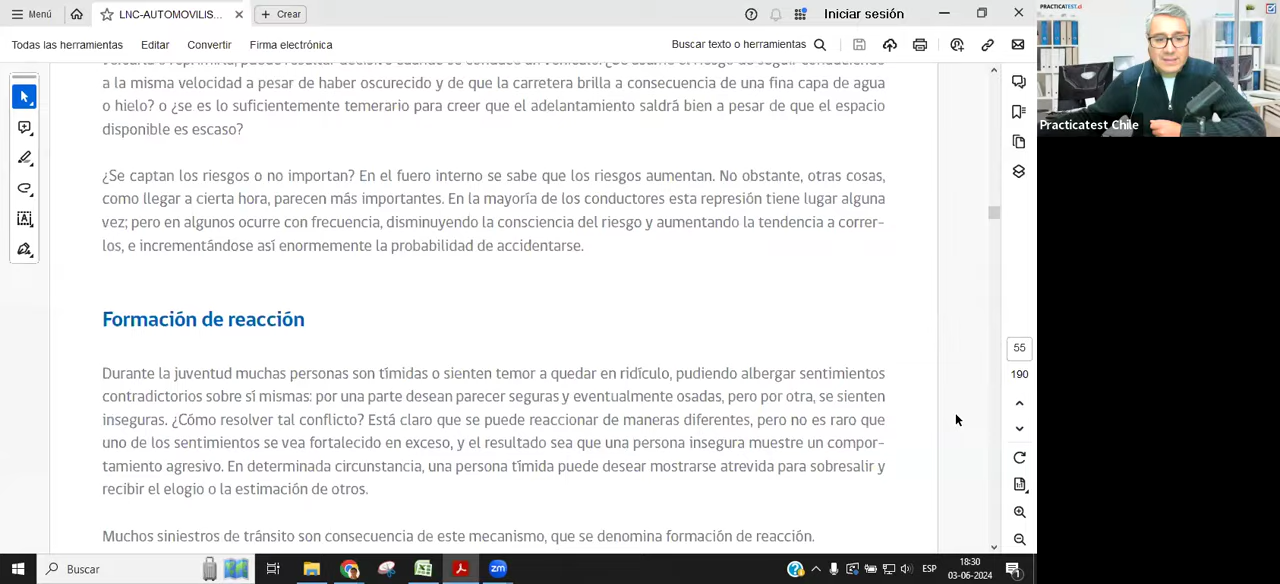 Menú
LNC-AUTOMOVILIS...
Crear
Iniciar sesión
Todas las herramientas
Editar
Convertir
Firma electrónica
Buscar texto o herramientas
a la misma velocidad a pesar de haber oscurecido y de que la carretera brilla a consecuencia de una fina capa de agua
o hielo? o ¿se es lo suficientemente temerario para creer que el adelantamiento saldrá bien a pesar de que el espacio
disponible es escaso?
¿Se captan los riesgos o no importan? En el fuero interno se sabe que los riesgos aumentan. No obstante, otras cosas,
como llegar a cierta hora, parecen más importantes. En la mayoría de los conductores esta represión tiene lugar alguna
vez; pero en algunos ocurre con frecuencia, disminuyendo la consciencia del riesgo y aumentando la tendencia a correr-
los, e incrementándose así enormemente la probabilidad de accidentarse.
Formación de reacción
Durante la juventud muchas personas son tímidas o sienten temor a quedar en ridículo, pudiendo albergar sentimientos
contradictorios sobre sí mismas: por una parte desean parecer seguras y eventualmente osadas, pero por otra, se sienten
inseguras. ¿Cómo resolver tal conflicto? Está claro que se puede reaccionar de maneras diferentes, pero no es raro que
uno de los sentimientos se vea fortalecido en exceso, y el resultado sea que una persona insegura muestre un compor-
tamiento agresivo. En determinada circunstancia, una persona tímida puede desear mostrarse atrevida para sobresalir y
recibir el elogio o la estimación de otros.
Muchos siniestros de tránsito son consecuencia de este mecanismo, que se denomina formación de reacción.
55
190
PRACTICATEST.cl
Practicatest Chile
Buscar
zm
ESP
18:30
03-06-2024
1